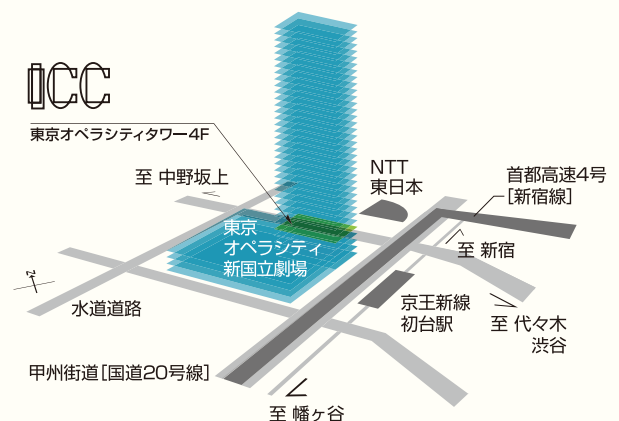 ICC
東京オペラシティタワー4F
至 中野坂上
NTT
東日本
首都高速4号
[新宿線]
東京
オペラシティ
新国立劇場
至 新宿
N
水道道路
京王新線
初台駅
至 代々木
渋谷
甲州街道[国道20号線]
至 幡ヶ谷